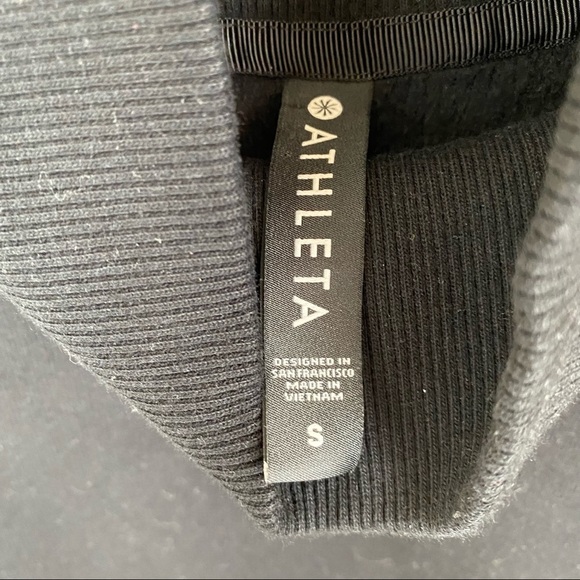 ATHLETA
DESIGNED IN
SAN FRANCISCO
MADE IN
VIETNAM
S